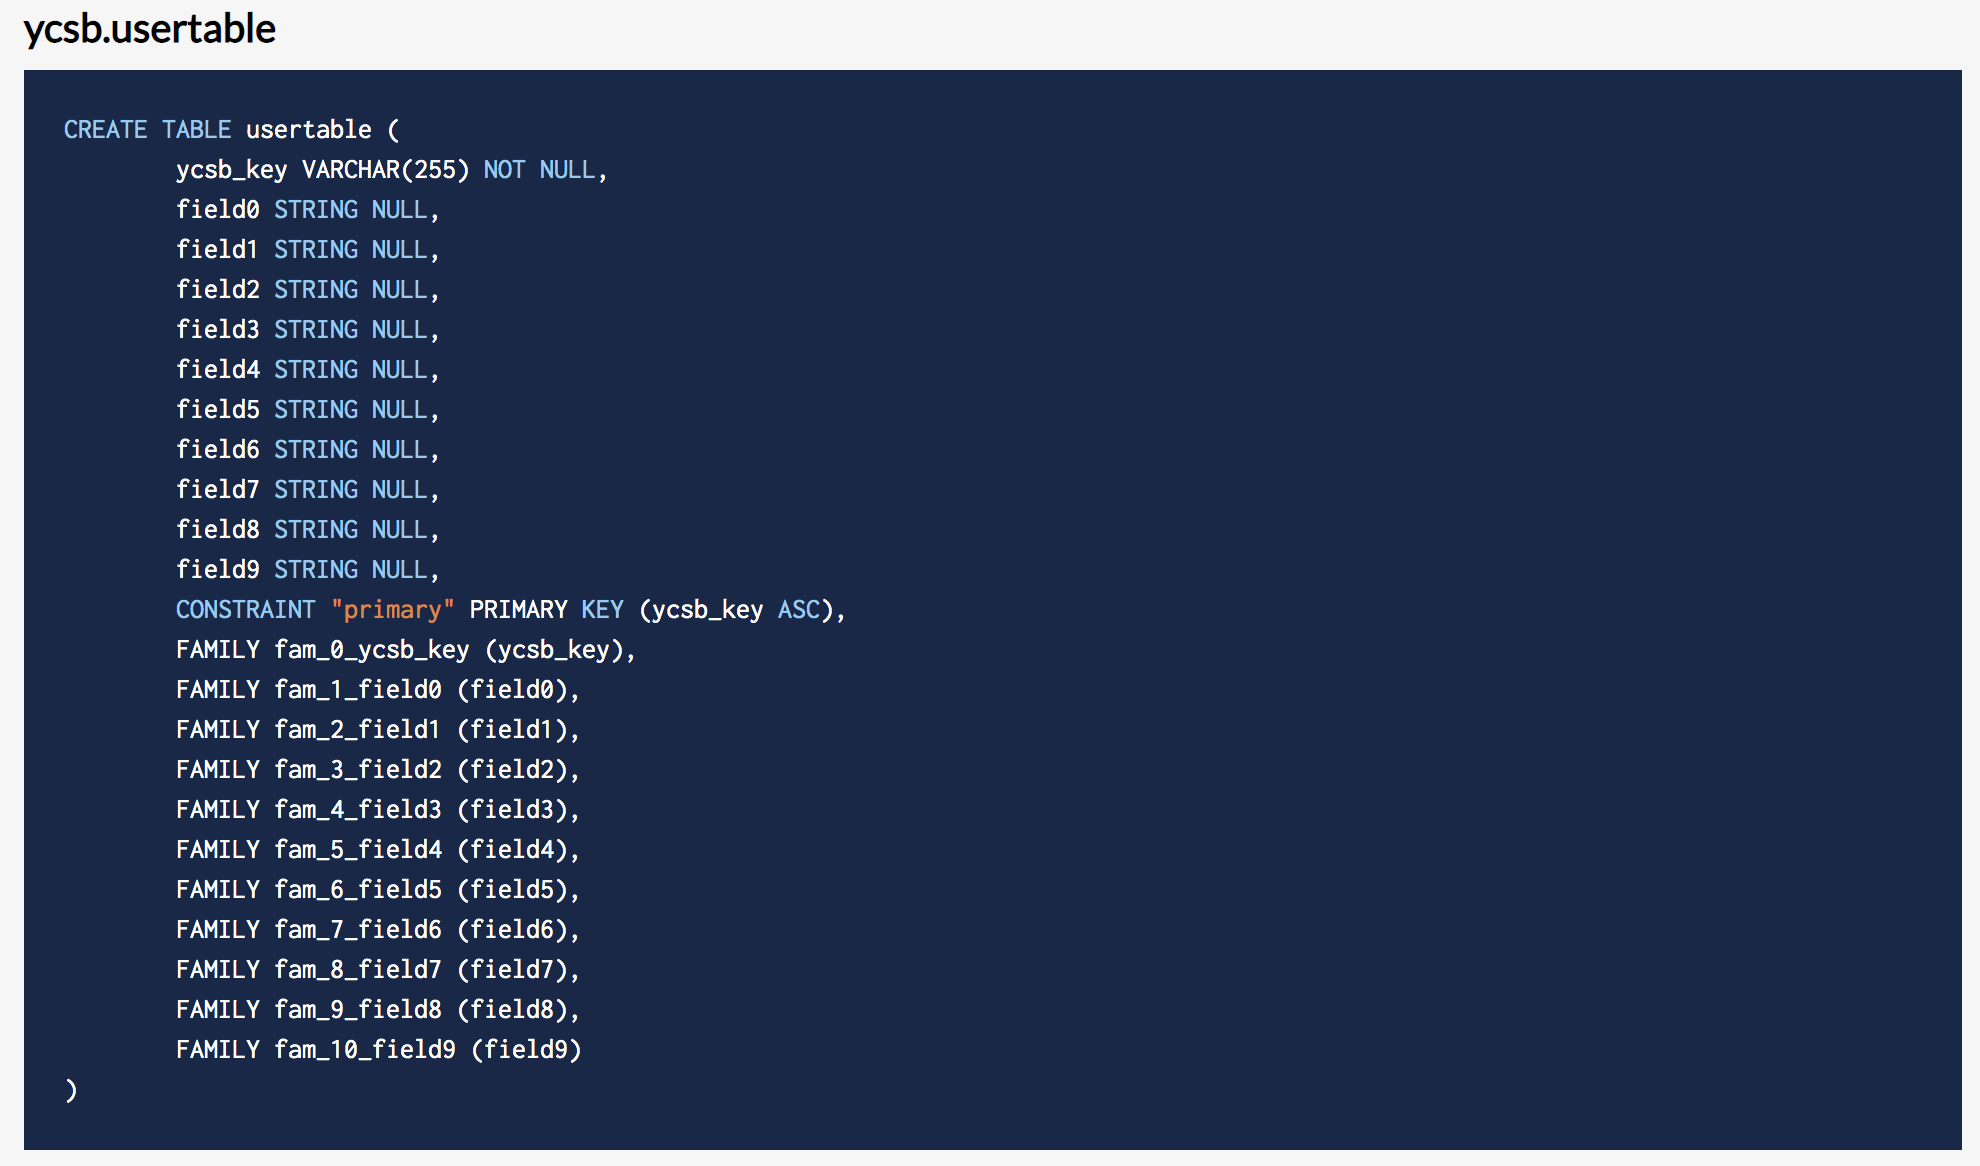 ycsb.usertable
CREATE TABLE usertable (
ycsb_key VARCHAR(255) NOT NULL,
field0 STRING NULL,
field1 STRING NULL,
field2 STRING NULL,
field3 STRING NULL,
field4 STRING NULL,
field5 STRING NULL,
field6 STRING NULL,
field7 STRING NULL,
field8 STRING NULL,
field9 STRING NULL,
CONSTRAINT "primary" PRIMARY KEY (ycsb_key ASC),
FAMILY fam_0_ycsb_key (ycsb_key),
FAMILY fam_1_field0 (field0),
FAMILY fam_2_field1 (field1),
FAMILY fam_3_field2 (field2),
FAMILY fam_4_field3 (field3),
FAMILY fam_5_field4 (field4),
FAMILY fam_6_field5 (field5),
FAMILY fam_7_field6 (field6),
FAMILY fam_8_field7 (field7),
FAMILY fam_9_field8 (field8),
FAMILY fam_10_field9 (field9)
)